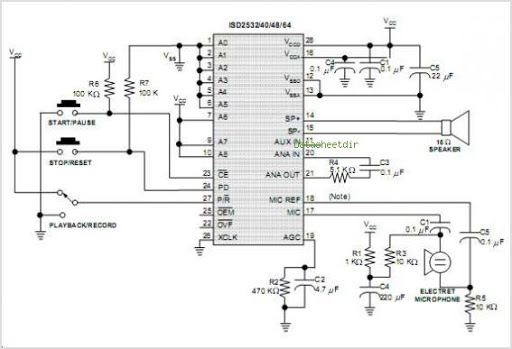 ISD2532/40/48/64
VCC
VCC
VSS
VCC
R6
100 KΩ
R7
100 K
START/PAUSE
STOP/RESET
PLAYBACK/RECORD
1 A0
2 A1
3 A2
4 A3
5 A4
6 A5
7 A6
9 A7
10 A8
23 CE
24 PD
27 P/R
25 OEM
22 OVF
26 XCLK
VCCD 28
VCCA 16
VSSD 12
VSSA 13
SP+ 14
SP- 15
AUX IN 11
ANA IN 20
ANA OUT 21
MIC REF 18
MIC 17
AGC 19
VCC
C4
0.1 µF
C1
0.1 µF
C5
22 µF
16 Ω
SPEAKER
Datasheetdir
R4
5.1 KΩ
C3
0.1 µF
(Note)
VCC
R1
1 KΩ
R3
10 KΩ
C1
0.1 µF
C5
0.1 µF
C4
220 µF
ELECTRET
MICROPHONE
R5
10 KΩ
R2
470 KΩ
C2
4.7 µF